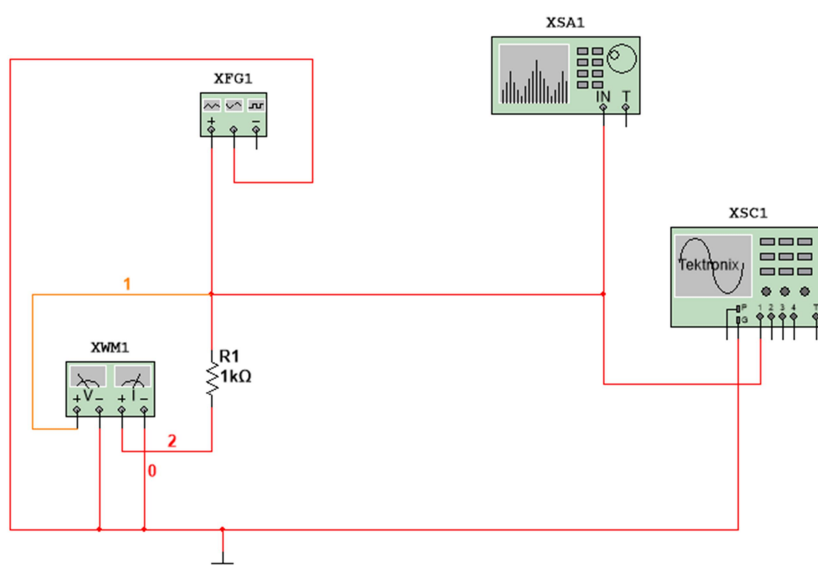 XSA1
XFG1
+ −
IN T
XSC1
Tektronix
P 1 2 3 4 T
G
1
XWM1
R1
1kΩ
+ V − + I −
2
0